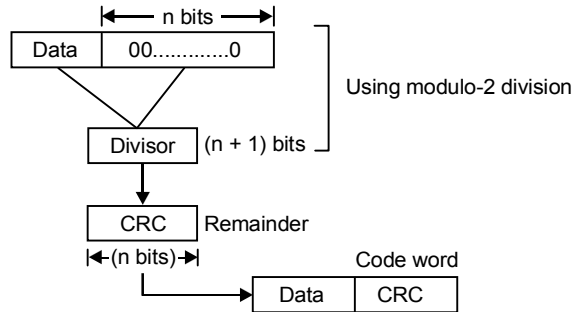 n bits
Data 00.............0
Using modulo-2 division
Divisor (n + 1) bits
CRC Remainder
(n bits)
Code word
Data CRC